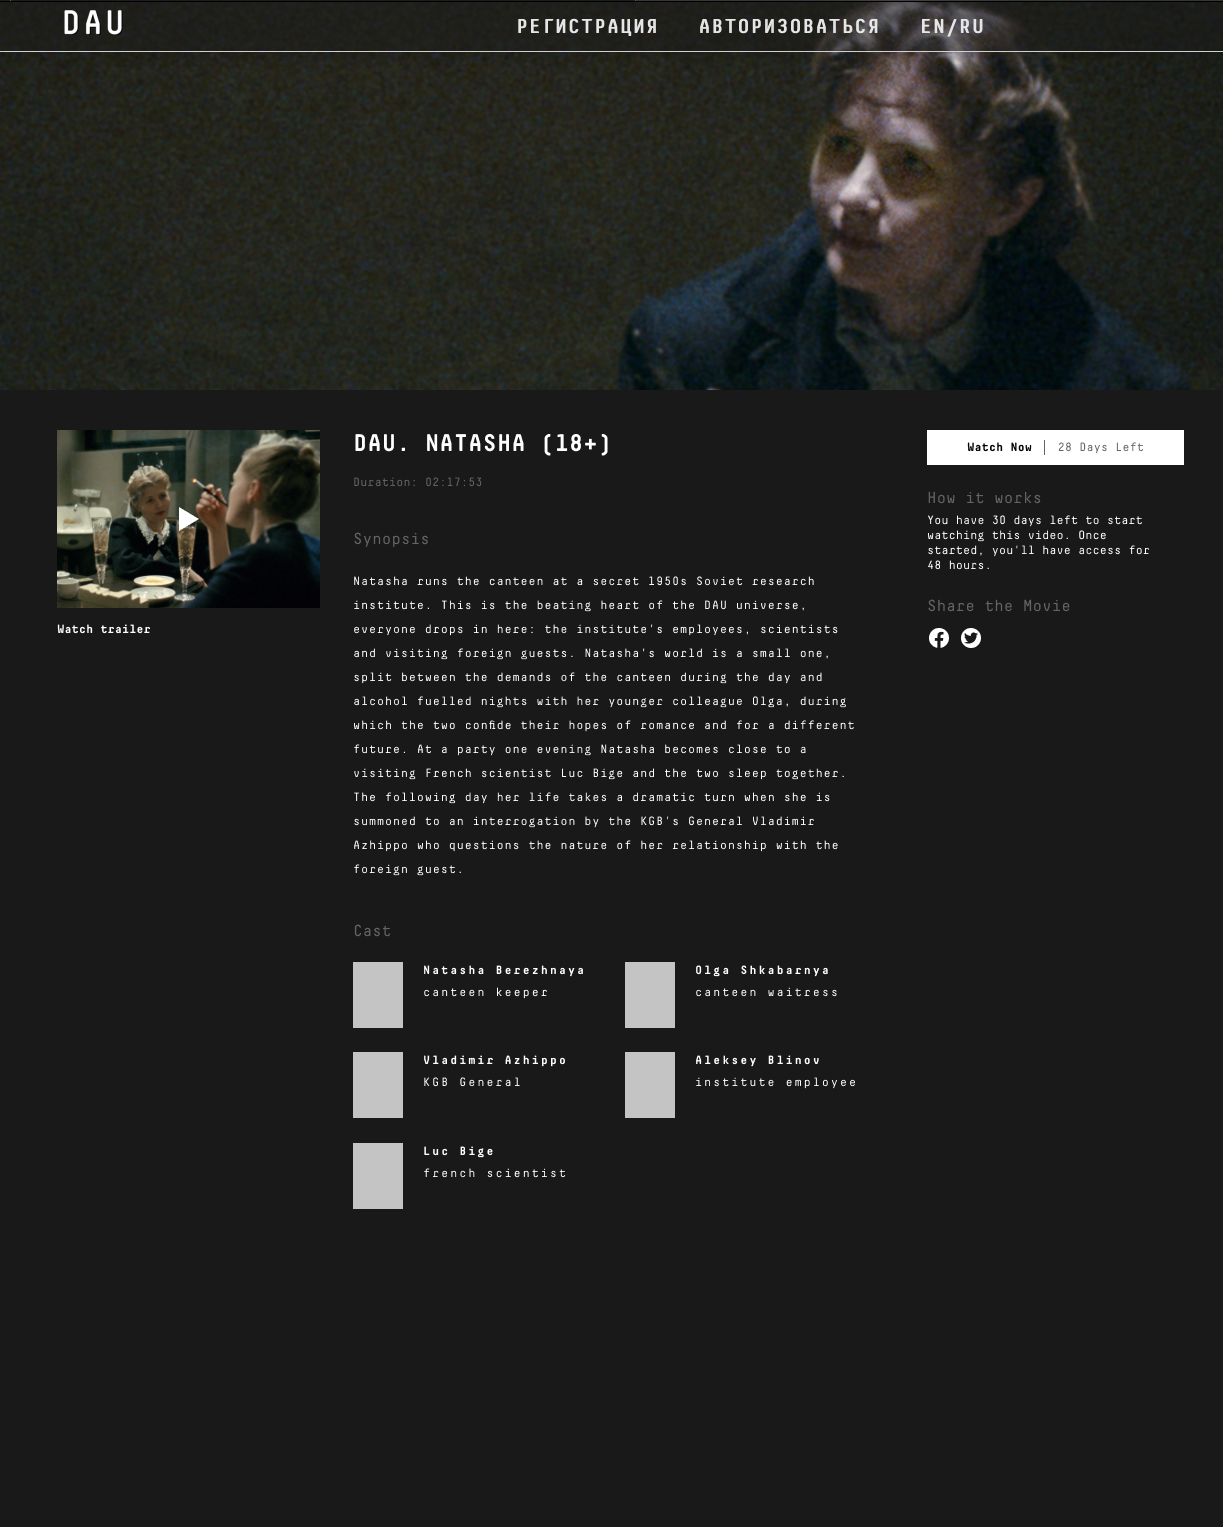 DAU
РЕГИСТРАЦИЯ АВТОРИЗОВАТЬСЯ EN/RU
Watch trailer
DAU. NATASHA (18+)
Duration: 02:17:53
Synopsis
Natasha runs the canteen at a secret 1950s Soviet research
institute. This is the beating heart of the DAU universe,
everyone drops in here: the institute's employees, scientists
and visiting foreign guests. Natasha's world is a small one,
split between the demands of the canteen during the day and
alcohol fuelled nights with her younger colleague Olga, during
which the two confide their hopes of romance and for a different
future. At a party one evening Natasha becomes close to a
visiting French scientist Luc Bige and the two sleep together.
The following day her life takes a dramatic turn when she is
summoned to an interrogation by the KGB's General Vladimir
Azhippo who questions the nature of her relationship with the
foreign guest.
Cast
Natasha Berezhnaya
canteen keeper
Olga Shkabarnya
canteen waitress
Vladimir Azhippo
KGB General
Aleksey Blinov
institute employee
Luc Bige
french scientist
Watch Now | 28 Days Left
How it works
You have 30 days left to start
watching this video. Once
started, you'll have access for
48 hours.
Share the Movie